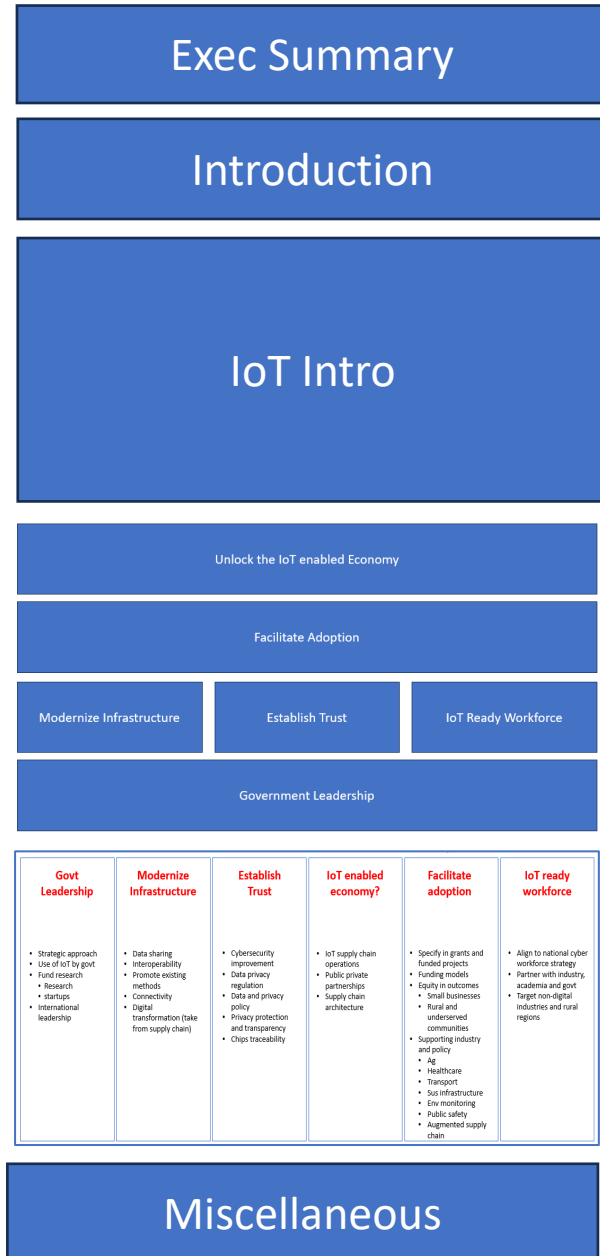 Exec Summary
Introduction
IoT Intro
Unlock the IoT enabled Economy
Facilitate Adoption
Modernize Infrastructure
Establish Trust
IoT Ready Workforce
Government Leadership
Govt
Leadership
• Strategic approach
• Use of IoT by govt
• Fund research
• Research
• startups
• International
leadership
Modernize
Infrastructure
• Data sharing
• Interoperability
• Promote existing
methods
• Connectivity
• Digital
transformation (take
from supply chain)
Establish
Trust
• Cybersecurity
improvement
• Data privacy
regulation
• Data and privacy
policy
• Privacy protection
and transparency
• Chips traceability
IoT enabled
economy?
• IoT supply chain
operations
• Public private
partnerships
• Supply chain
architecture
Facilitate
adoption
• Specify in grants and
funded projects
• Funding models
• Equity in outcomes
• Small businesses
• Rural and
underserved
communities
• Supporting industry
and policy
• Ag
• Healthcare
• Transport
• Sus infrastructure
• Env monitoring
• Public safety
• Augmented supply
chain
IoT ready
workforce
• Align to national cyber
workforce strategy
• Partner with industry,
academia and govt
• Target non-digital
industries and rural
regions
Miscellaneous